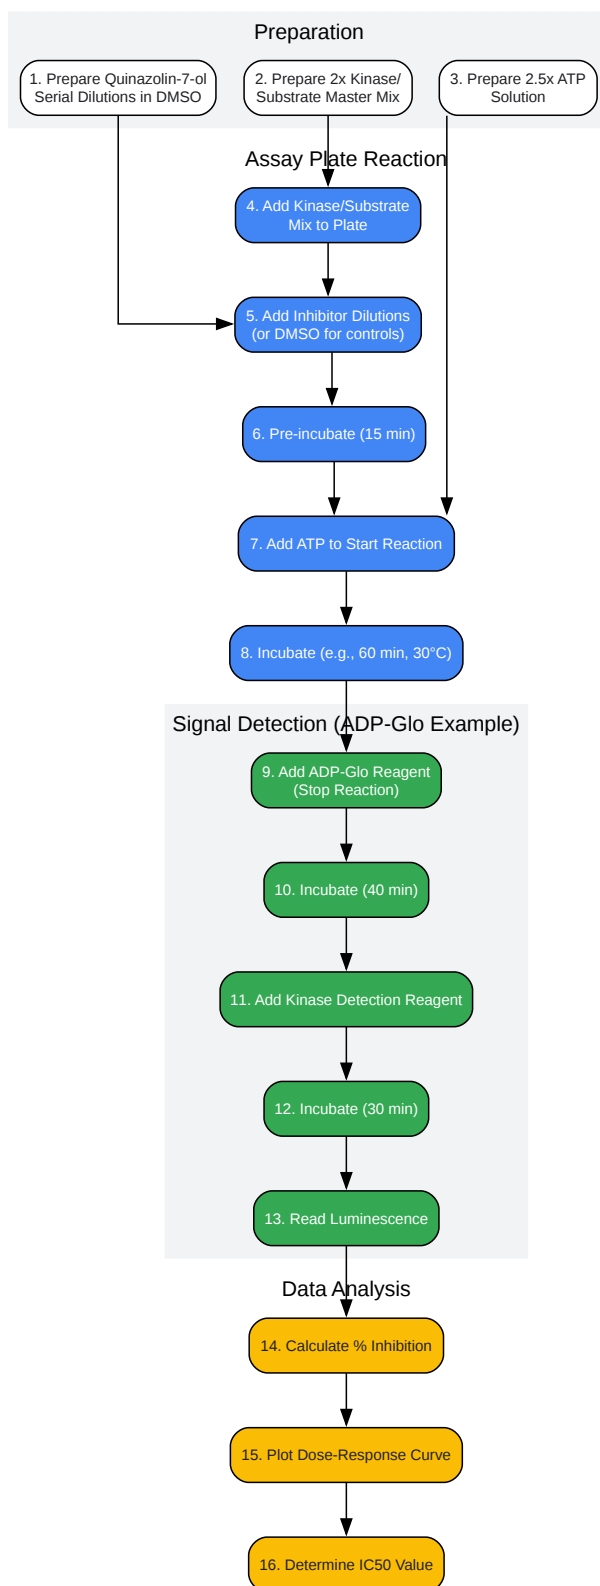 Preparation
1. Prepare Quinazolin-7-ol
Serial Dilutions in DMSO
2. Prepare 2x Kinase/
Substrate Master Mix
3. Prepare 2.5x ATP
Solution
Assay Plate Reaction
4. Add Kinase/Substrate
Mix to Plate
5. Add Inhibitor Dilutions
(or DMSO for controls)
6. Pre-incubate (15 min)
7. Add ATP to Start Reaction
8. Incubate (e.g., 60 min, 30°C)
Signal Detection (ADP-Glo Example)
9. Add ADP-Glo Reagent
(Stop Reaction)
10. Incubate (40 min)
11. Add Kinase Detection Reagent
12. Incubate (30 min)
13. Read Luminescence
Data Analysis
14. Calculate % Inhibition
15. Plot Dose-Response Curve
16. Determine IC50 Value